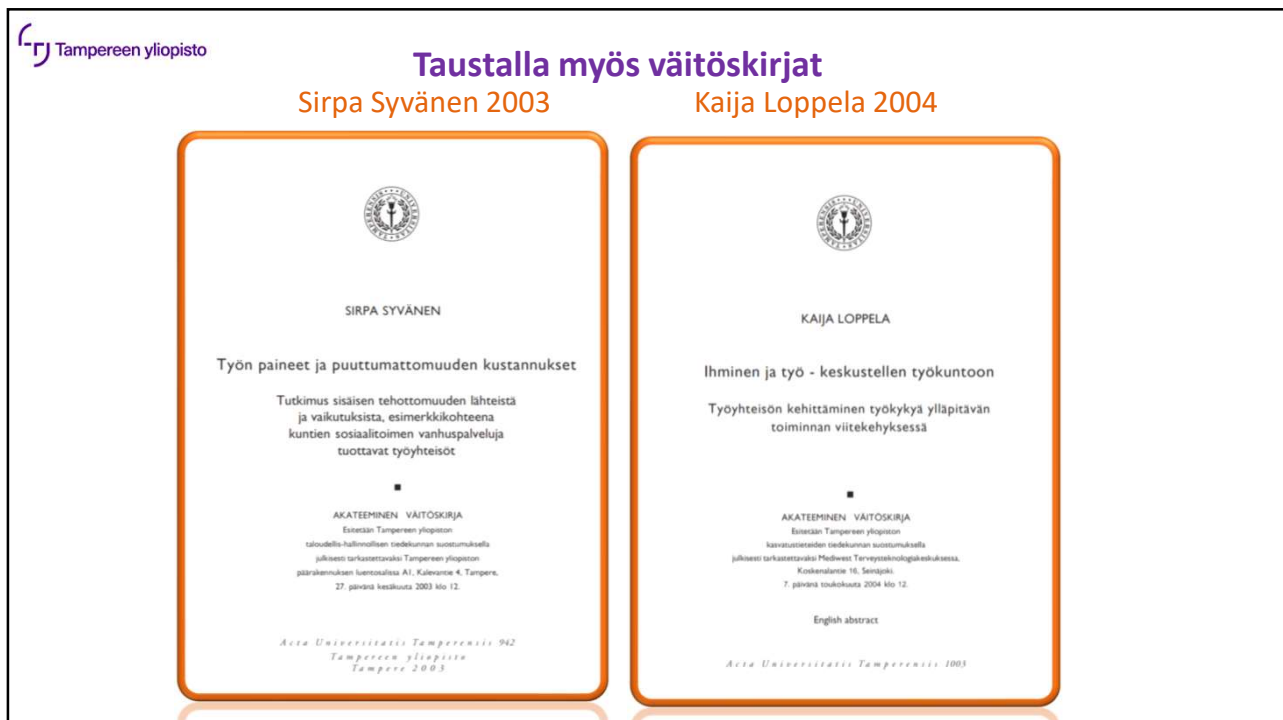 Tampereen yliopisto
Taustalla myös väitöskirjat
Sirpa Syvänen 2003
Kaija Loppela 2004
SIRPA SYVÄNEN
Työn paineet ja puuttumattomuuden kustannukset
Tutkimus sisäisen tehottomuuden lähteistä
ja vaikutuksista, esimerkkikohteena
kuntien sosiaalitoimen vanhuspalveluja
tuottavat työyhteisöt
AKATEEMINEN VÄITÖSKIRJA
Esitetään Tampereen yliopiston
taloudellis-hallinnollisen tiedekunnan suostumuksella
julkisesti tarkastettavaksi Tampereen yliopiston
päärakennuksen luentosalissa A1, Kalevantie 4, Tampere,
27. päivänä kesäkuuta 2003 klo 12.
Acta Universitatis Tamperensis 942
Tampereen yliopisto
Tampere 2003
KAIJA LOPPELA
Ihminen ja työ - keskustellen työkuntoon
Työyhteisön kehittäminen työkykyä ylläpitävän
toiminnan viitekehyksessä
AKATEEMINEN VÄITÖSKIRJA
Esitetään Tampereen yliopiston
kasvatustieteiden tiedekunnan suostumuksella
julkisesti tarkastettavaksi Mediwest Terveysteknologiakeskuksessa,
Koskenalantie 16, Seinäjoki.
7. päivänä toukokuuta 2004 klo 12.
English abstract
Acta Universitatis Tamperensis 1003